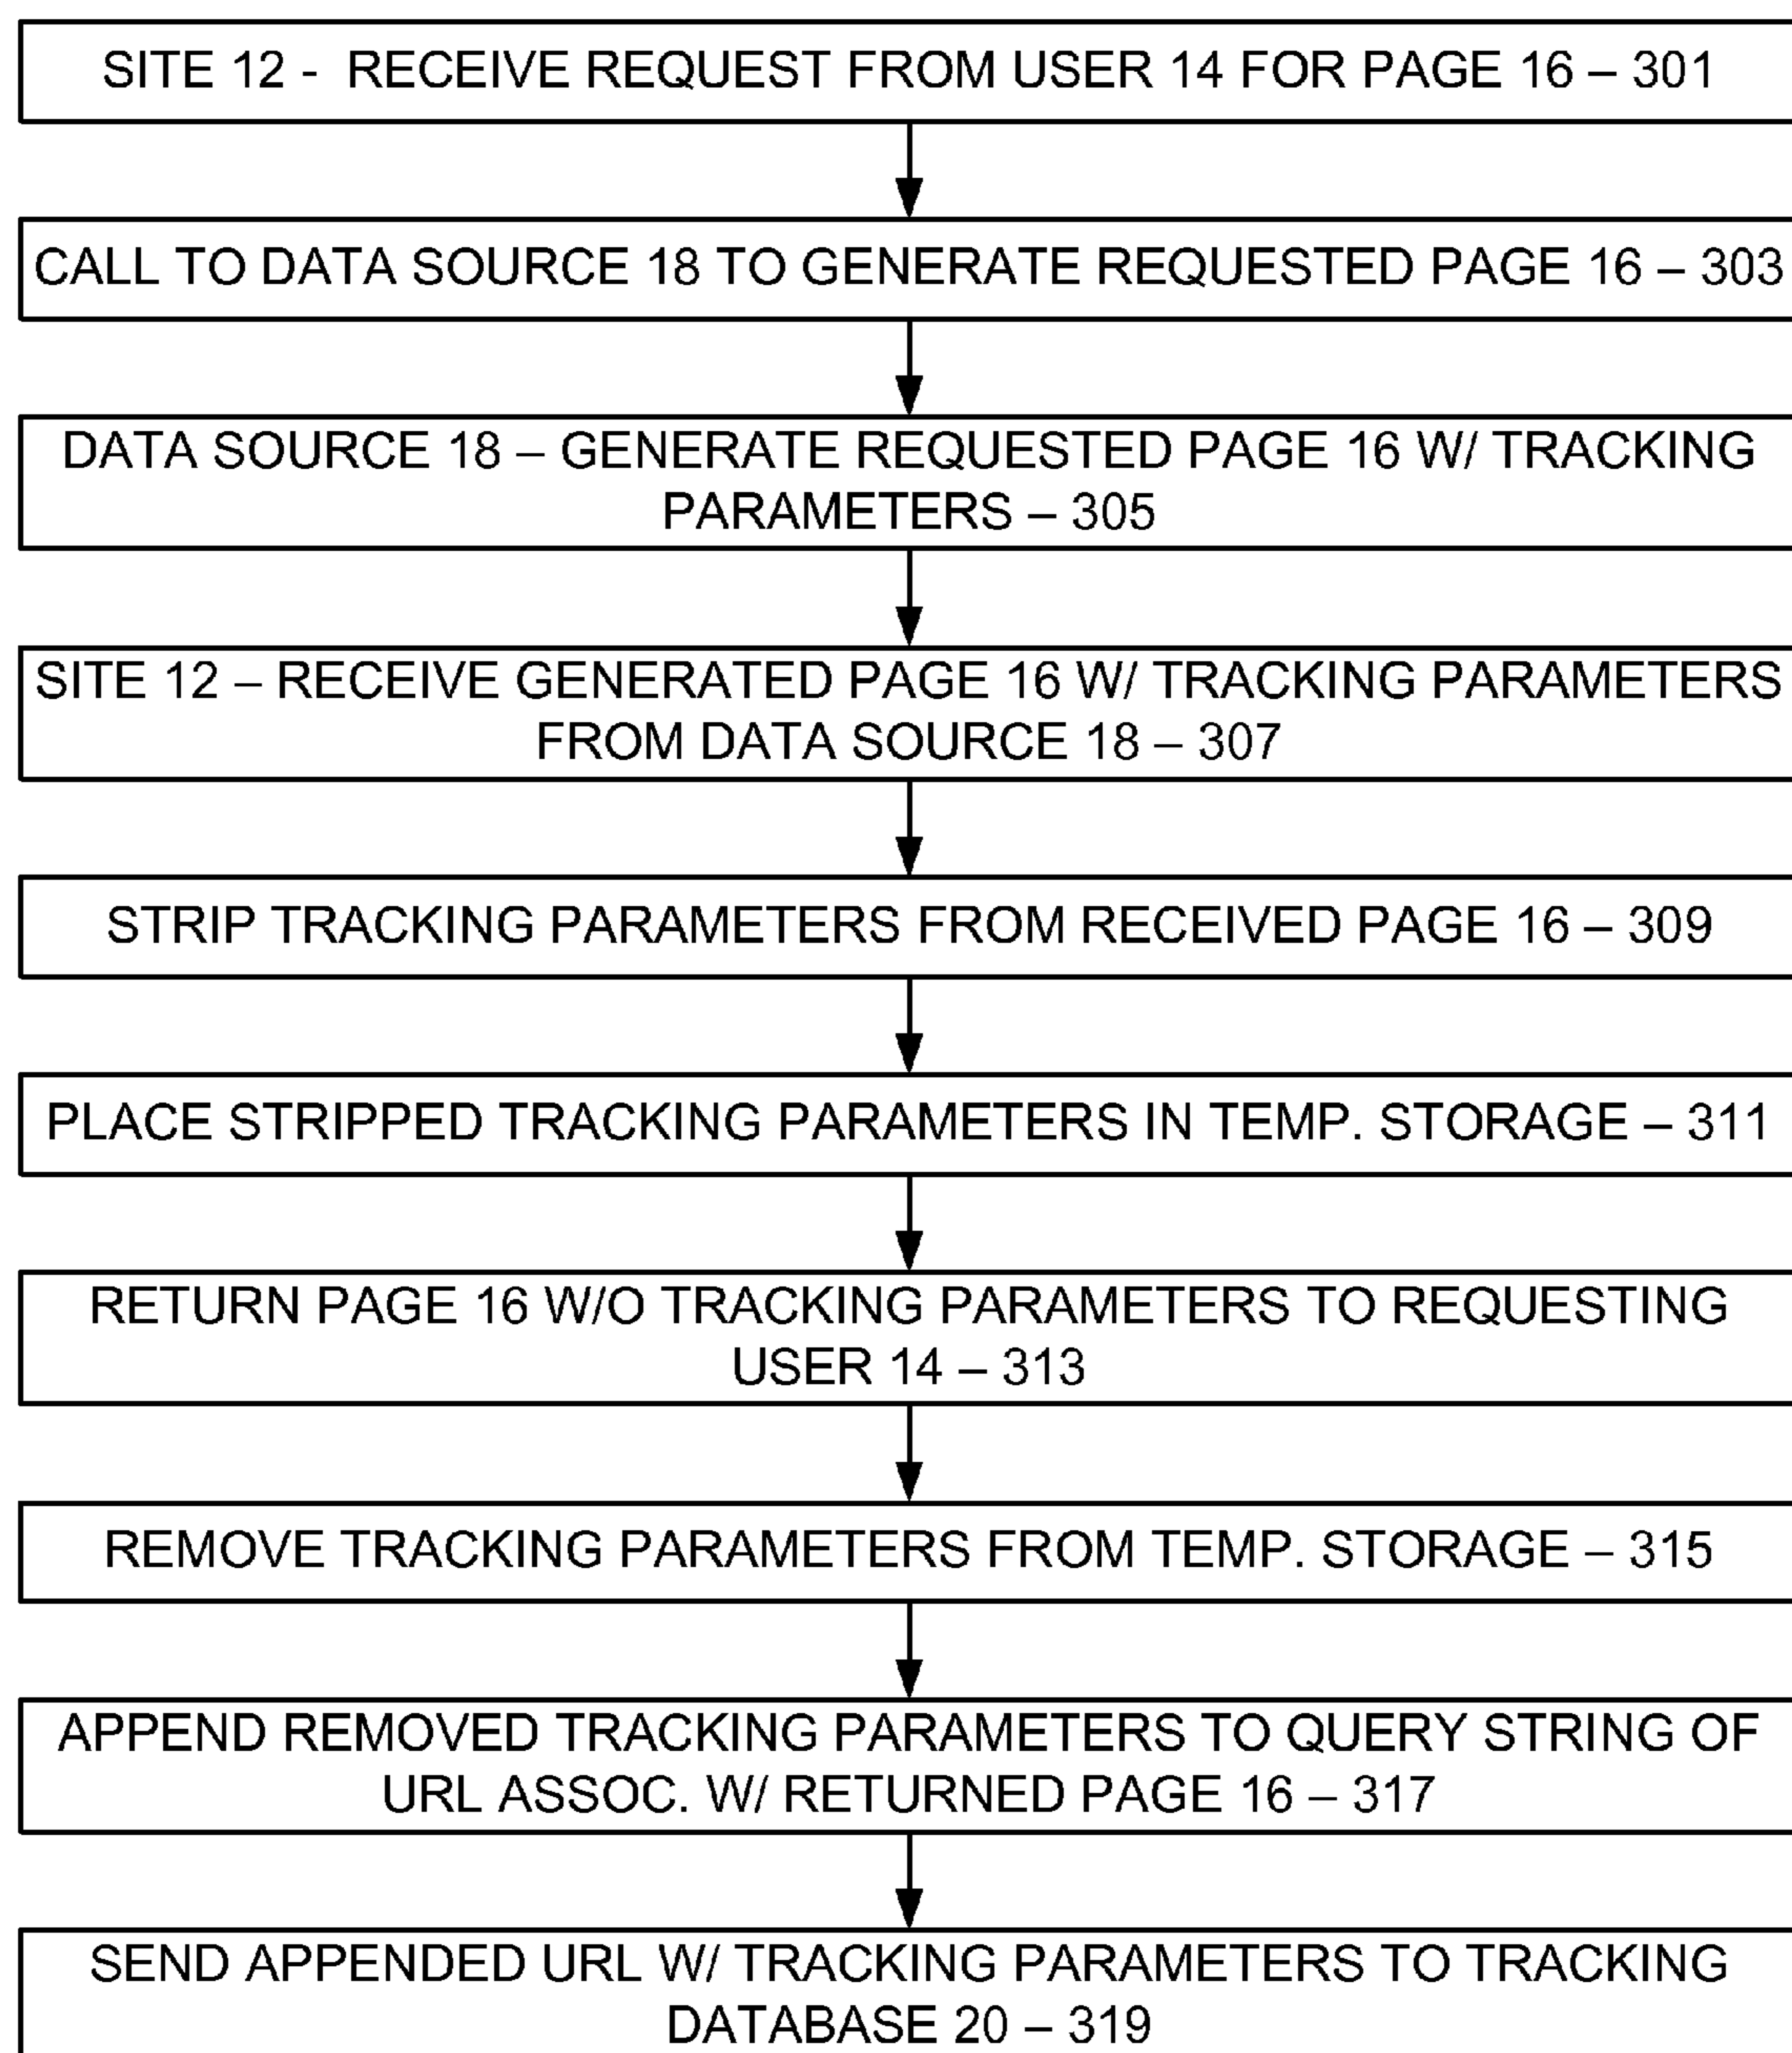 SITE 12 - RECEIVE REQUEST FROM USER 14 FOR PAGE 16 – 301
CALL TO DATA SOURCE 18 TO GENERATE REQUESTED PAGE 16 – 303
DATA SOURCE 18 – GENERATE REQUESTED PAGE 16 W/ TRACKING
PARAMETERS – 305
SITE 12 – RECEIVE GENERATED PAGE 16 W/ TRACKING PARAMETERS
FROM DATA SOURCE 18 – 307
STRIP TRACKING PARAMETERS FROM RECEIVED PAGE 16 – 309
PLACE STRIPPED TRACKING PARAMETERS IN TEMP. STORAGE – 311
RETURN PAGE 16 W/O TRACKING PARAMETERS TO REQUESTING
USER 14 – 313
REMOVE TRACKING PARAMETERS FROM TEMP. STORAGE – 315
APPEND REMOVED TRACKING PARAMETERS TO QUERY STRING OF
URL ASSOC. W/ RETURNED PAGE 16 – 317
SEND APPENDED URL W/ TRACKING PARAMETERS TO TRACKING
DATABASE 20 – 319